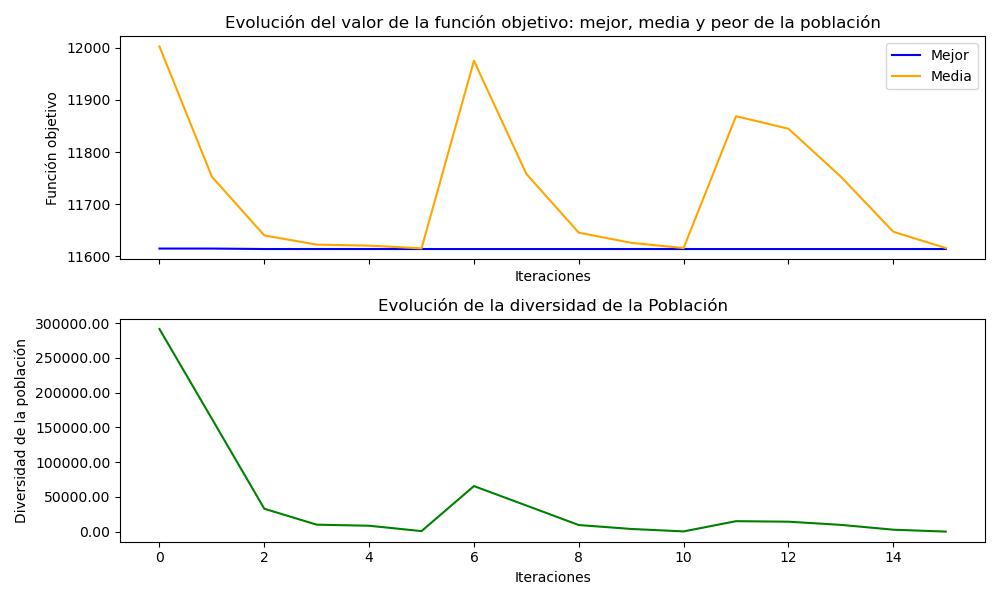 Evolución del valor de la función objetivo: mejor, media y peor de la población
12000
11900
11800
11700
11600
Función objetivo
Mejor
Media
Iteraciones
Evolución de la diversidad de la Población
300000.00
250000.00
200000.00
150000.00
100000.00
50000.00
0.00
Diversidad de la población
0 2 4 6 8 10 12 14
Iteraciones